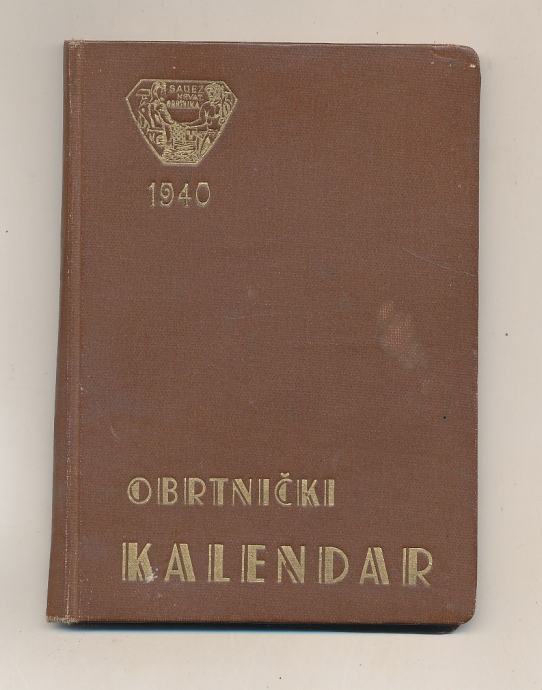 SAVEZ
HRVAT.
OBRTNIKA
1940
OBRTNIČKI
KALENDAR